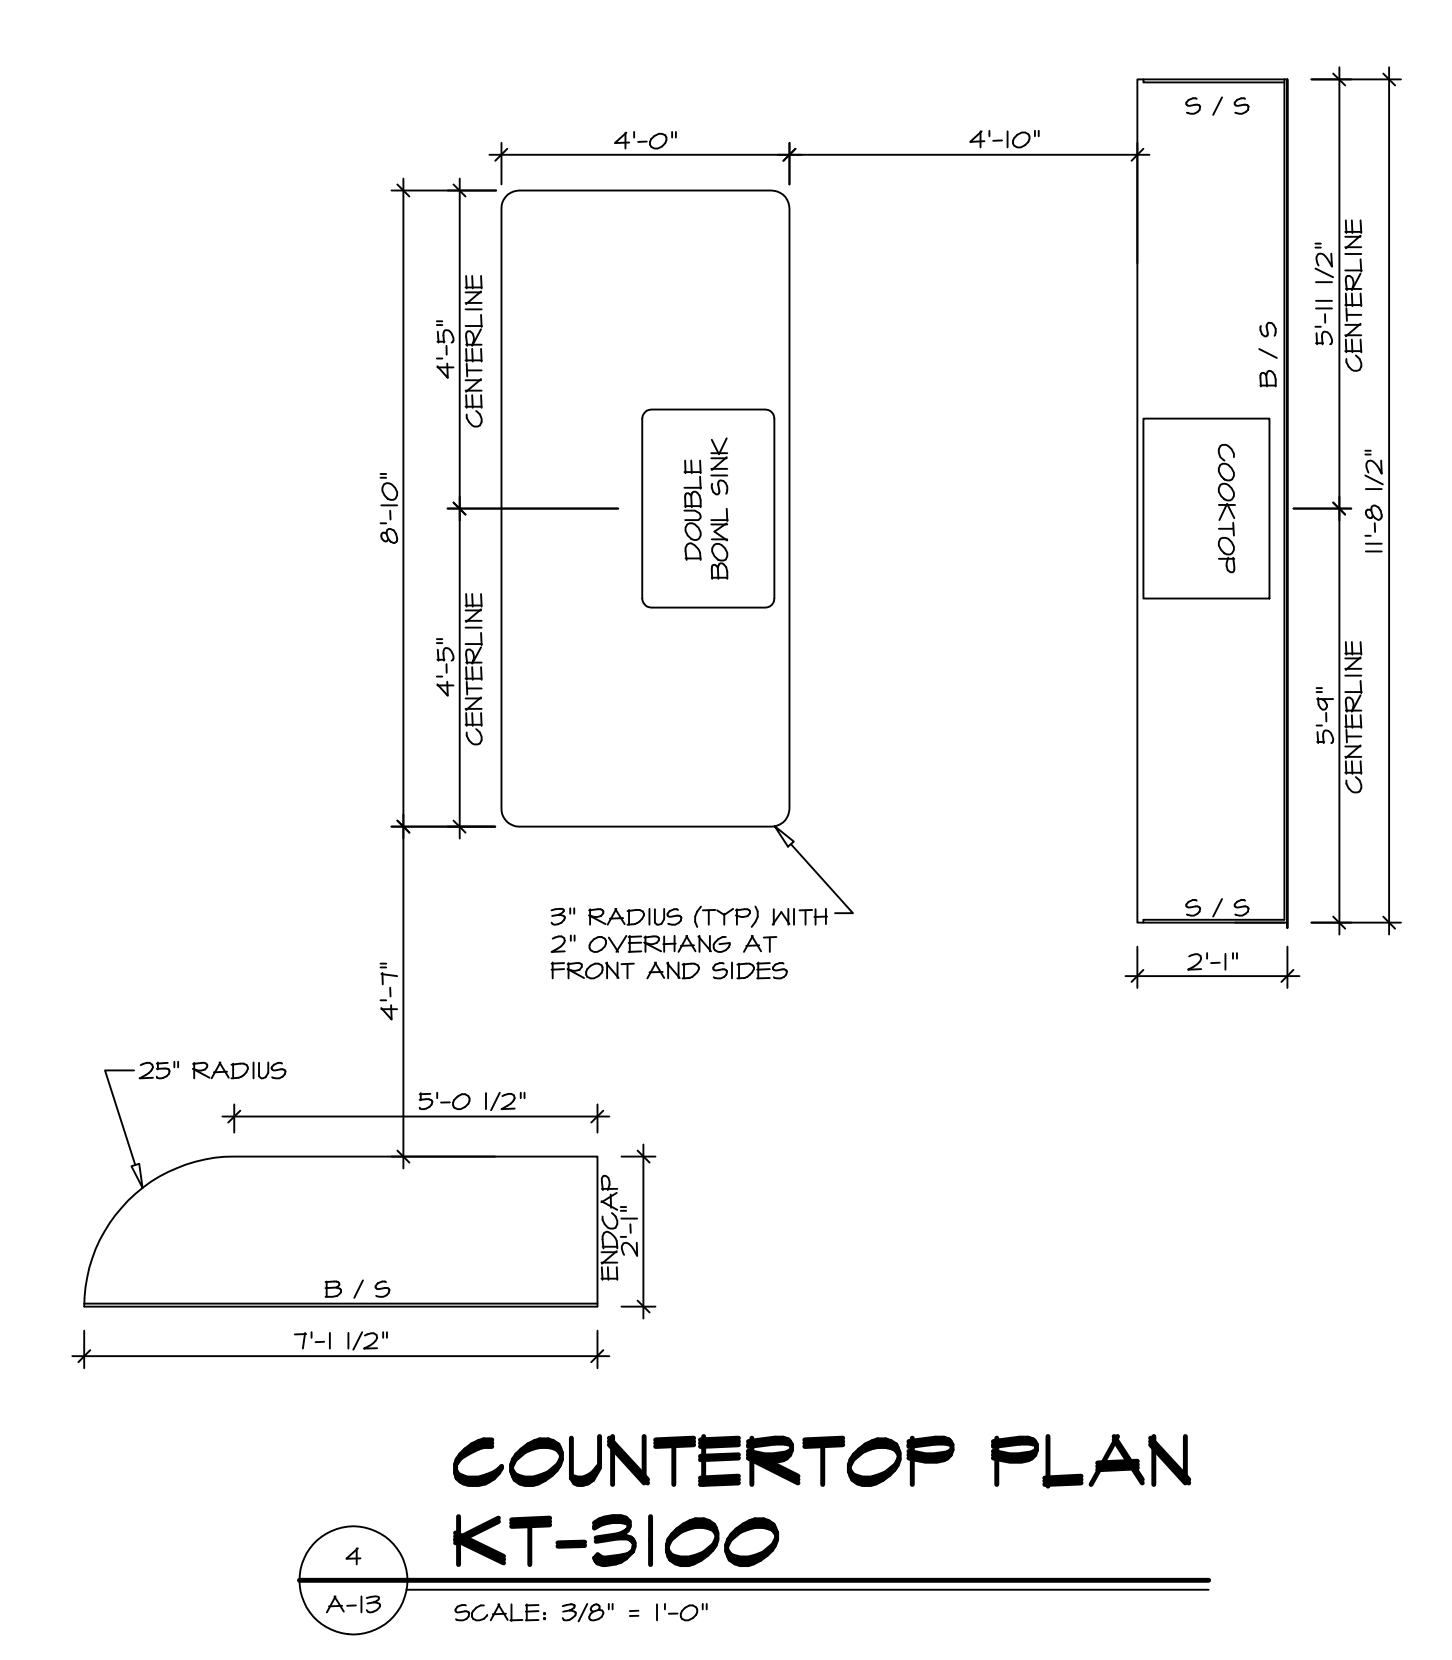 S / S
4'-0"
4'-10"
5'-11 1/2"
CENTERLINE
4'-5"
CENTERLINE
B / S
8'-10"
DOUBLE
BOWL SINK
COOKTOP
11'-8 1/2"
4'-5"
CENTERLINE
5'-9"
CENTERLINE
S / S
3" RADIUS (TYP) WITH
2" OVERHANG AT
FRONT AND SIDES
2'-1"
4'-7"
25" RADIUS
5'-0 1/2"
ENDCAP
2'-1"
B / S
7'-1 1/2"
COUNTERTOP PLAN
KT-3100
4
A-13
SCALE: 3/8" = 1'-0"